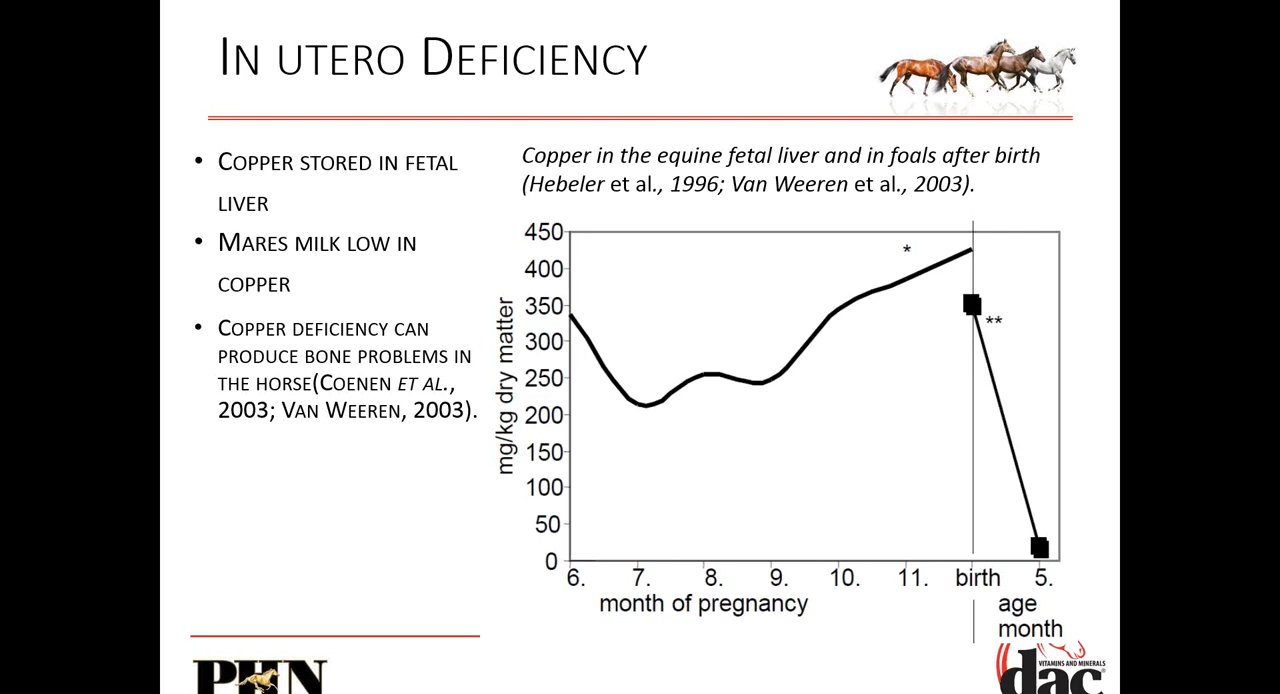 In utero Deficiency
• Copper stored in fetal
liver
• Mares milk low in
copper
• Copper deficiency can
produce bone problems in
the horse(Coenen et al.,
2003; Van Weeren, 2003).
Copper in the equine fetal liver and in foals after birth
(Hebeler et al., 1996; Van Weeren et al., 2003).
mg/kg dry matter
450
400
350
300
250
200
150
100
50
0
*
**
6. 7. 8. 9. 10. 11. birth 5.
month of pregnancy
age
month
PHN
VITAMINS AND MINERALS
dac